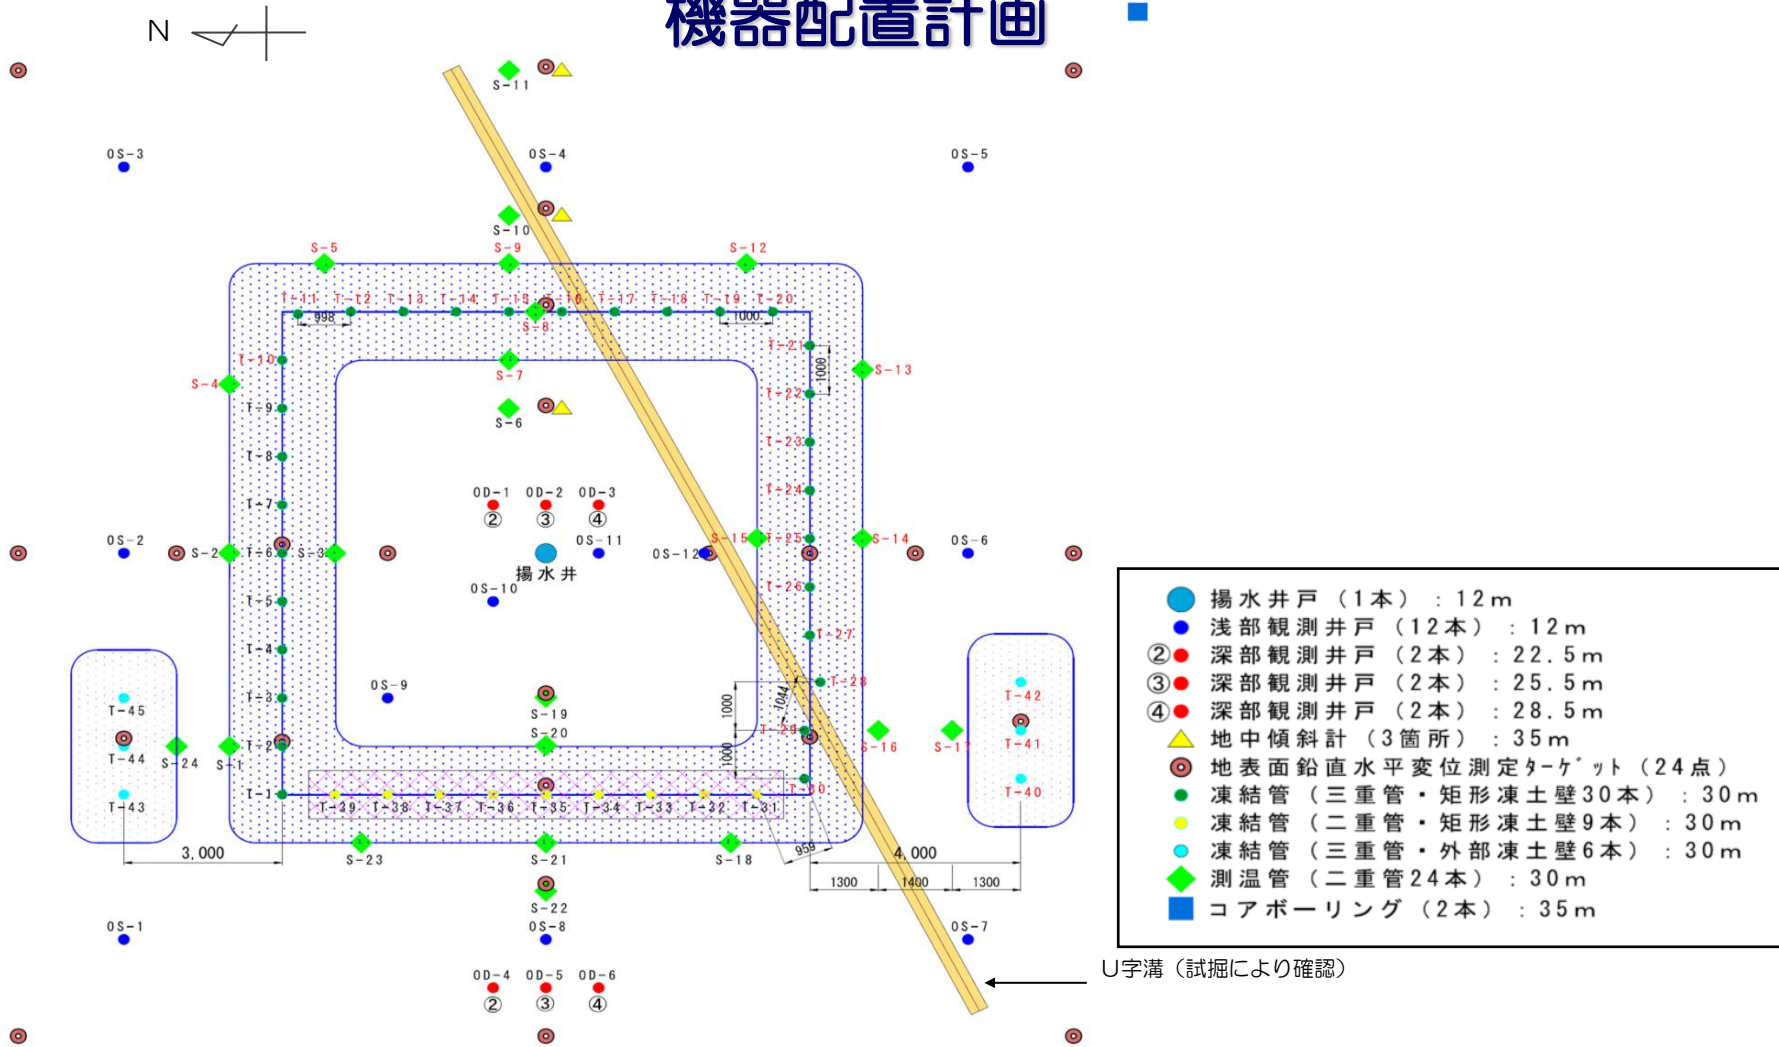 機器配置計画
N
S-11
OS-3
OS-4
OS-5
S-10
S-5
S-9
S-12
T-11
T-12
T-13
T-14
T-15
T-16
T-17
T-18
T-19
T-20
998
1000
S-8
T-10
S-7
T-21
1000
S-4
S-13
T-22
T-9
S-6
T-8
T-23
OD-1
OD-2
OD-3
T-24
②
③
④
T-7
OS-2
S-2
T-6
S-3
OS-11
OS-12
S-15
T-25
S-14
OS-6
揚水井
OS-10
T-26
T-5
T-4
T-27
OS-9
T-3
T-28
T-45
T-42
1000
1044
S-19
S-20
T-29
T-44
S-24
S-1
T-2
S-16
S-17
T-41
1000
T-43
T-1
T-30
T-40
T-39
T-38
T-37
T-36
T-35
T-34
T-33
T-32
T-31
3,000
S-23
S-21
S-18
959
4,000
1300
1400
1300
S-22
OS-1
OS-8
OS-7
OD-4
OD-5
OD-6
②
③
④
揚水井戸（1本）：12m
浅部観測井戸（12本）：12m
②深部観測井戸（2本）：22.5m
③深部観測井戸（2本）：25.5m
④深部観測井戸（2本）：28.5m
地中傾斜計（3箇所）：35m
地表面鉛直水平変位測定ﾀｰｹﾞｯﾄ（24点）
凍結管（三重管・矩形凍土壁30本）：30m
凍結管（二重管・矩形凍土壁9本）：30m
凍結管（三重管・外部凍土壁6本）：30m
測温管（二重管24本）：30m
コアボーリング（2本）：35m
U字溝（試掘により確認）